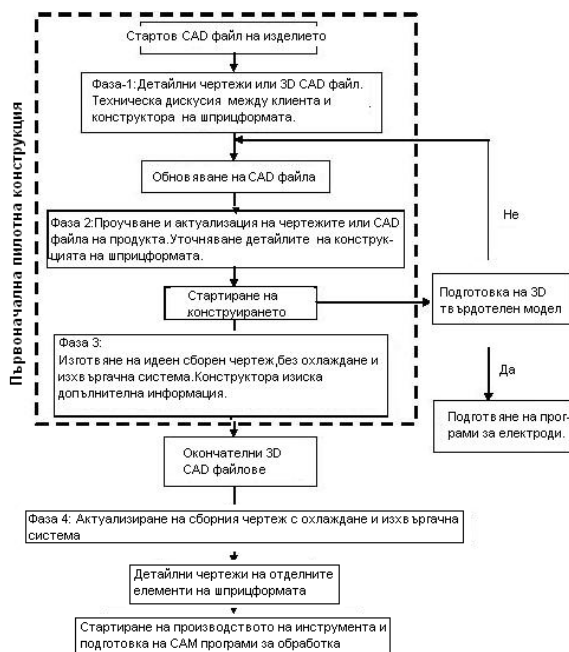 Стартов CAD файл на изделието
Фаза-1:Детайлни чертежи или 3D CAD файл.
Техническа дискусия между клиента и
конструктора на шприцформата.
Обновяване на CAD файла
Фаза 2:Проучване и актуализация на чертежите или CAD
файла на продукта.Уточняване детайлите на конструк-
цията на шприцформата.
Стартиране на
конструирането
Фаза 3:
Изготвяне на идеен сборен чертеж,без охлаждане и
изхвъргачна система.Конструктора изиска
допълнителна информация.
Първоначална пилотна конструкция
Не
Подготовка на 3D
твърдотелен модел
Да
Подготвяне на прог-
рами за електроди.
Окончателни 3D
CAD файлове
Фаза 4: Актуализиране на сборния чертеж с охлаждане и изхвъргачна
система
Детайлни чертежи на отделните
елементи на шприцформата
Стартиране на производството на инструмента и
подготовка на САМ програми за обработка